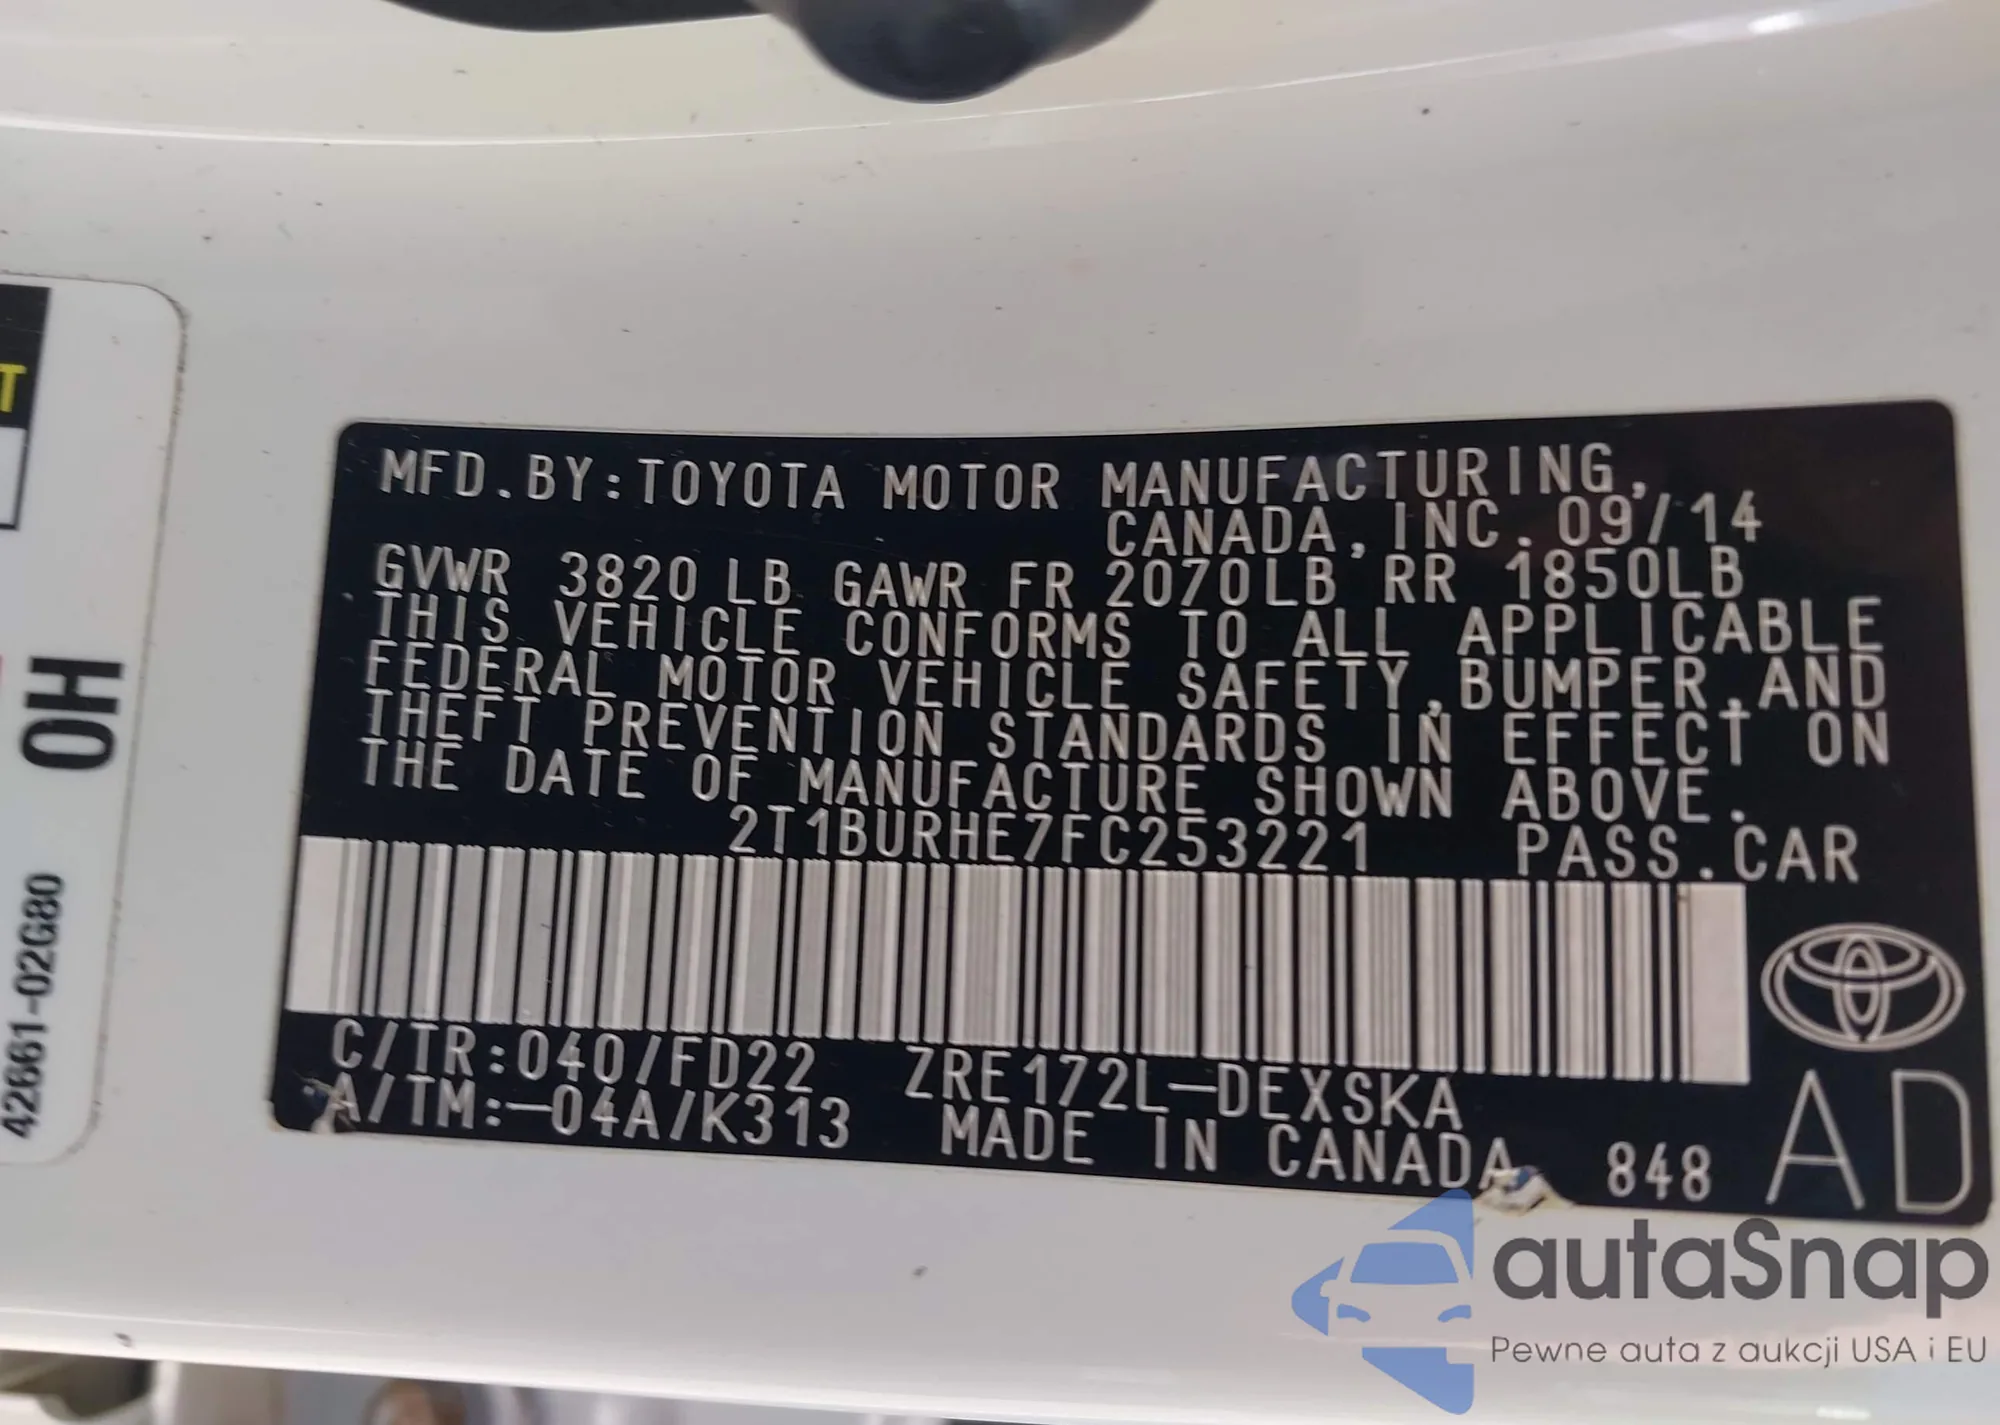 MFD.BY:TOYOTA MOTOR MANUFACTURING,
CANADA,INC.09/14
GVWR 3820 LB GAWR FR 2070LB RR 1850LB
THIS VEHICLE CONFORMS TO ALL APPLICABLE
FEDERAL MOTOR VEHICLE SAFETY,BUMPER,AND
THEFT PREVENTION STANDARDS IN EFFECT ON
THE DATE OF MANUFACTURE SHOWN ABOVE.
2T1BURHE7FC253221 PASS.CAR
C/TR:040/FD22 ZRE172L-DEXSKA
A/TM:-04A/K313 MADE IN CANADA 848 AD
T
42661-02G80 0H
autaSnap
Pewne auta z aukcji USA i EU